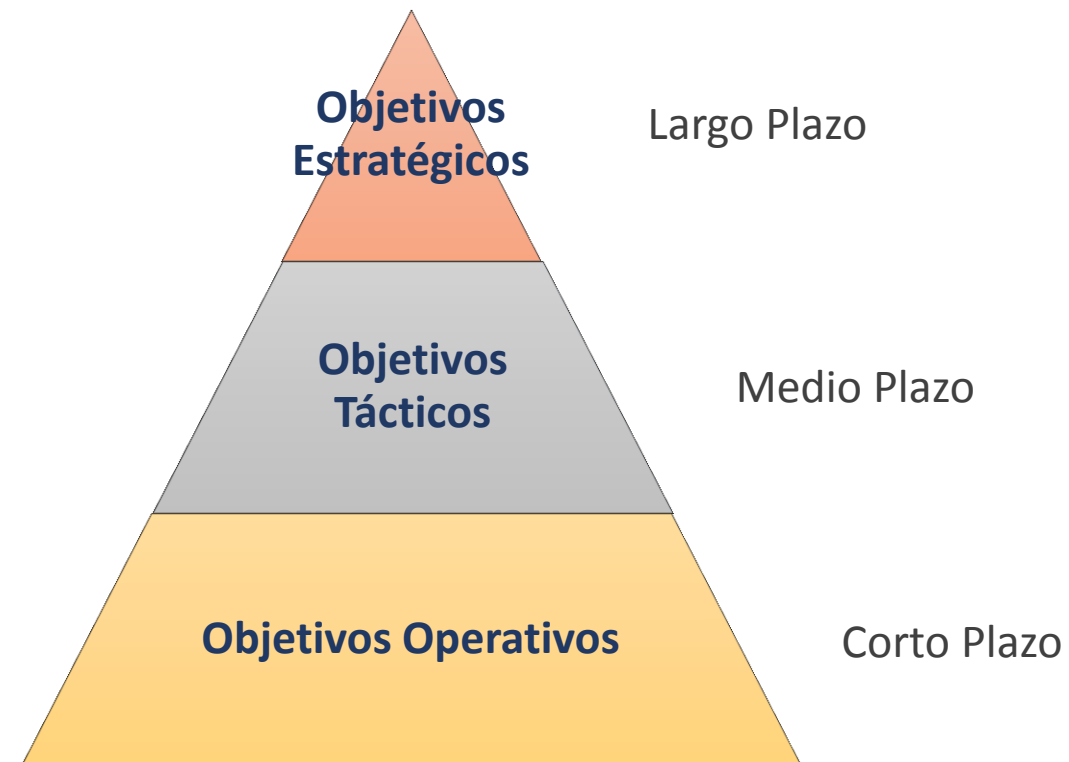 Objetivos
Estratégicos
Largo Plazo
Objetivos
Tácticos
Medio Plazo
Objetivos Operativos
Corto Plazo